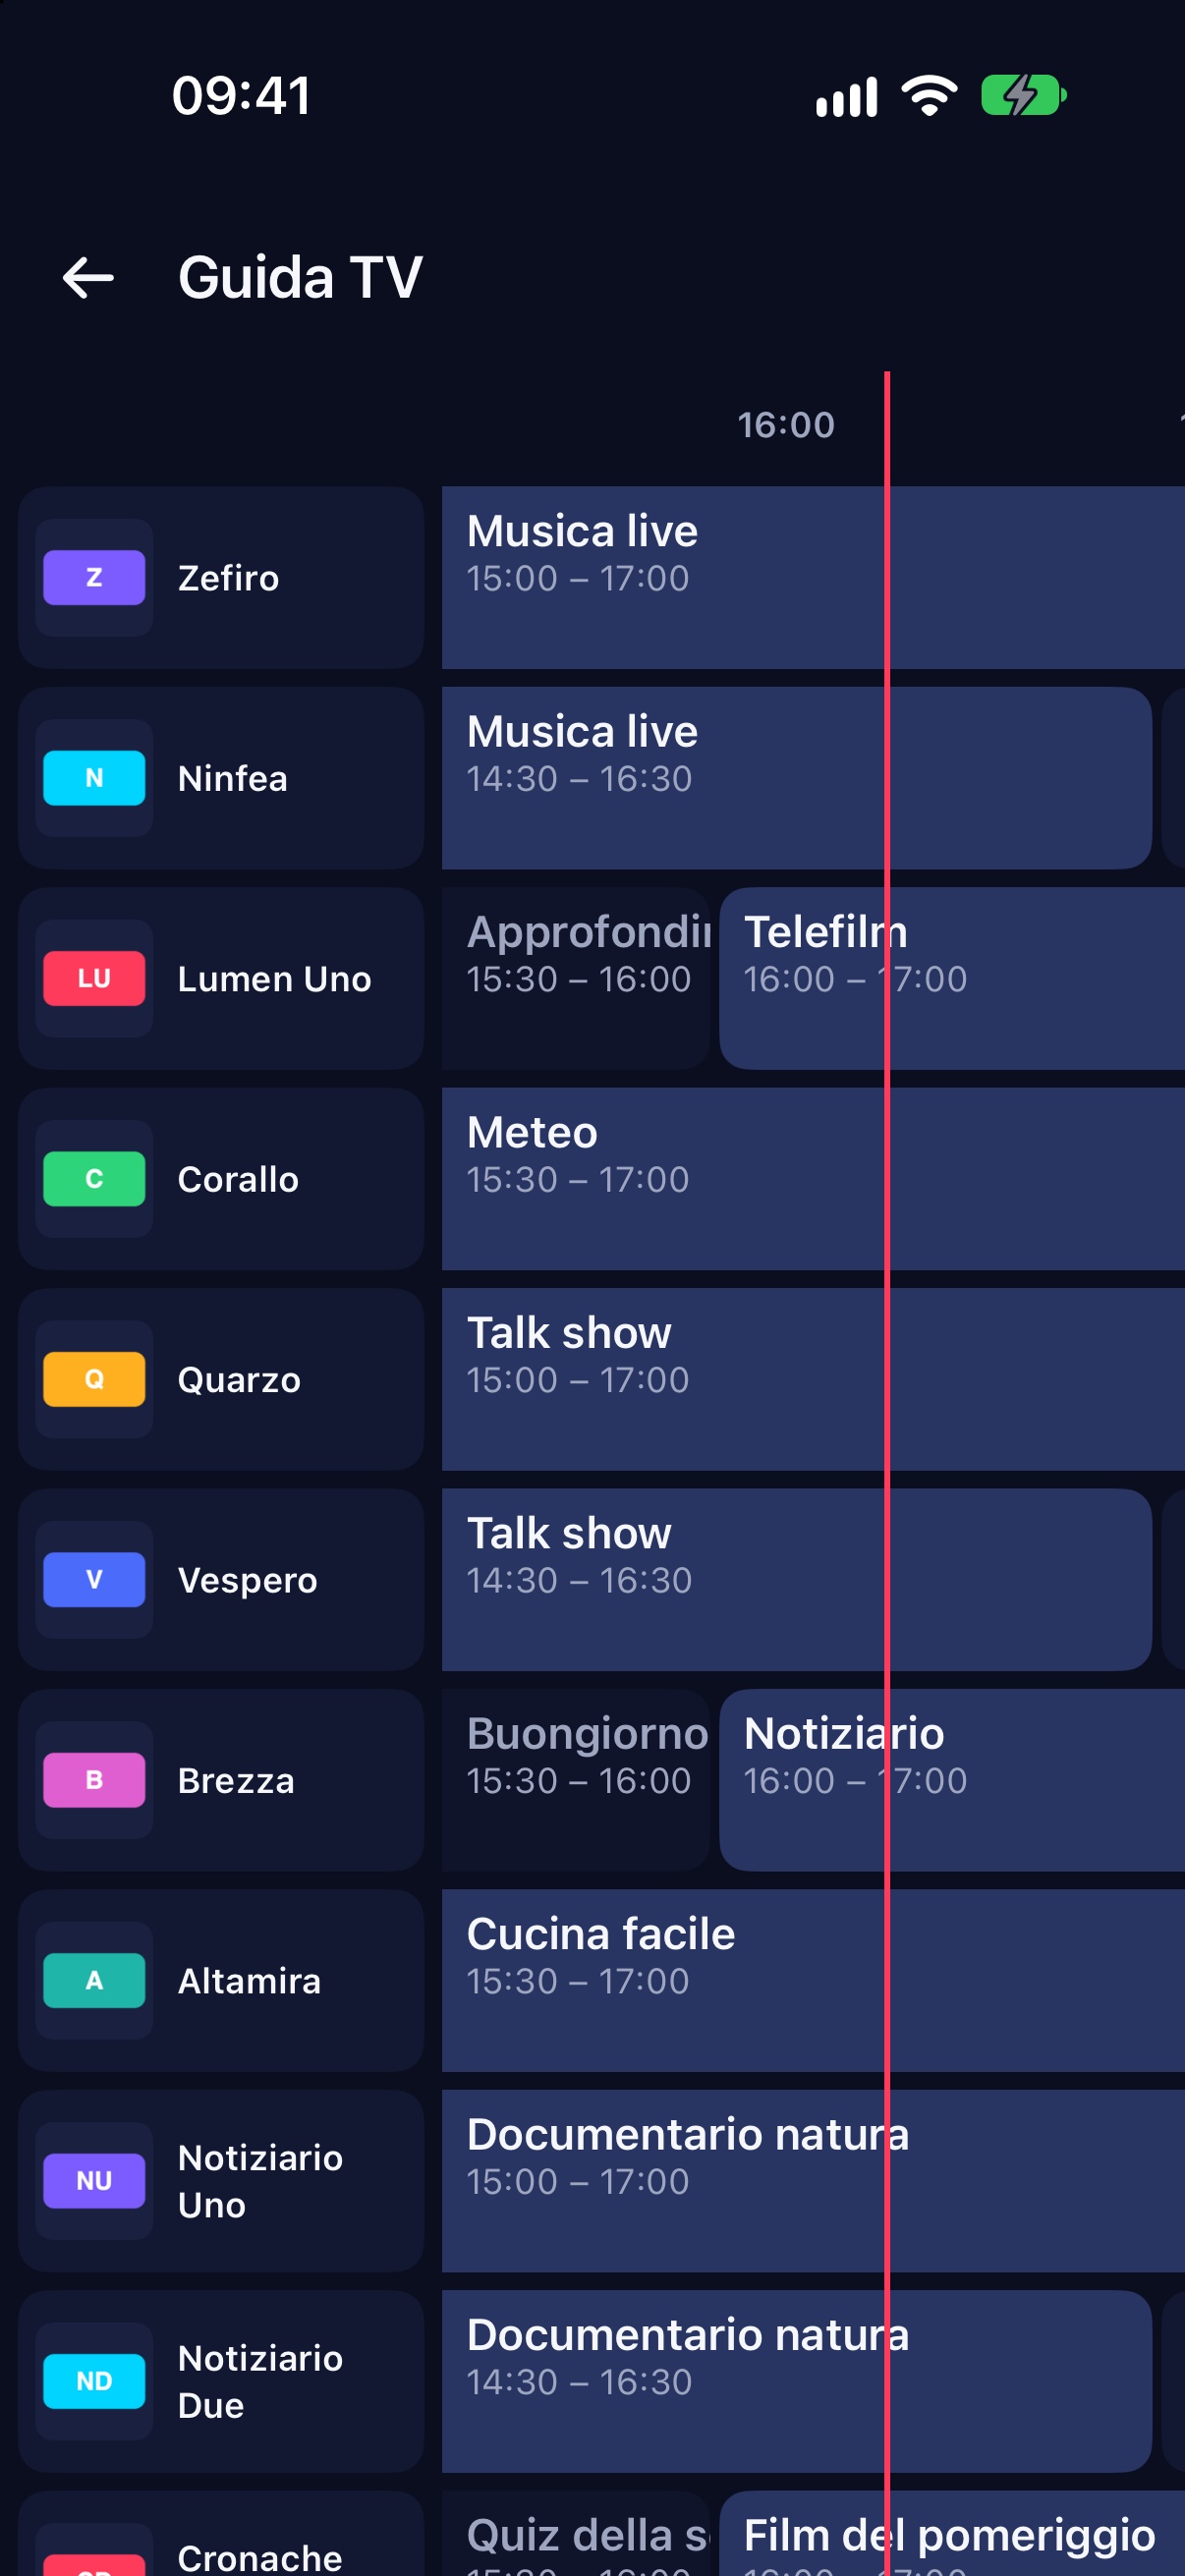 09:41
Guida TV
16:00
Z
Zefiro
Musica live
15:00 – 17:00
N
Ninfea
Musica live
14:30 – 16:30
LU
Lumen Uno
15:30 – 16:00
Telefilm
16:00 – 17:00
C
Corallo
Meteo
15:30 – 17:00
Q
Quarzo
Talk show
15:00 – 17:00
V
Vespero
Talk show
14:30 – 16:30
B
Brezza
Buongiorno
15:30 – 16:00
Notiziario
16:00 – 17:00
A
Altamira
Cucina facile
15:30 – 17:00
NU
Notiziario
Uno
Documentario natura
15:00 – 17:00
ND
Notiziario
Due
Documentario natura
14:30 – 16:30
Cronache
Quiz della
Film del pomeriggio